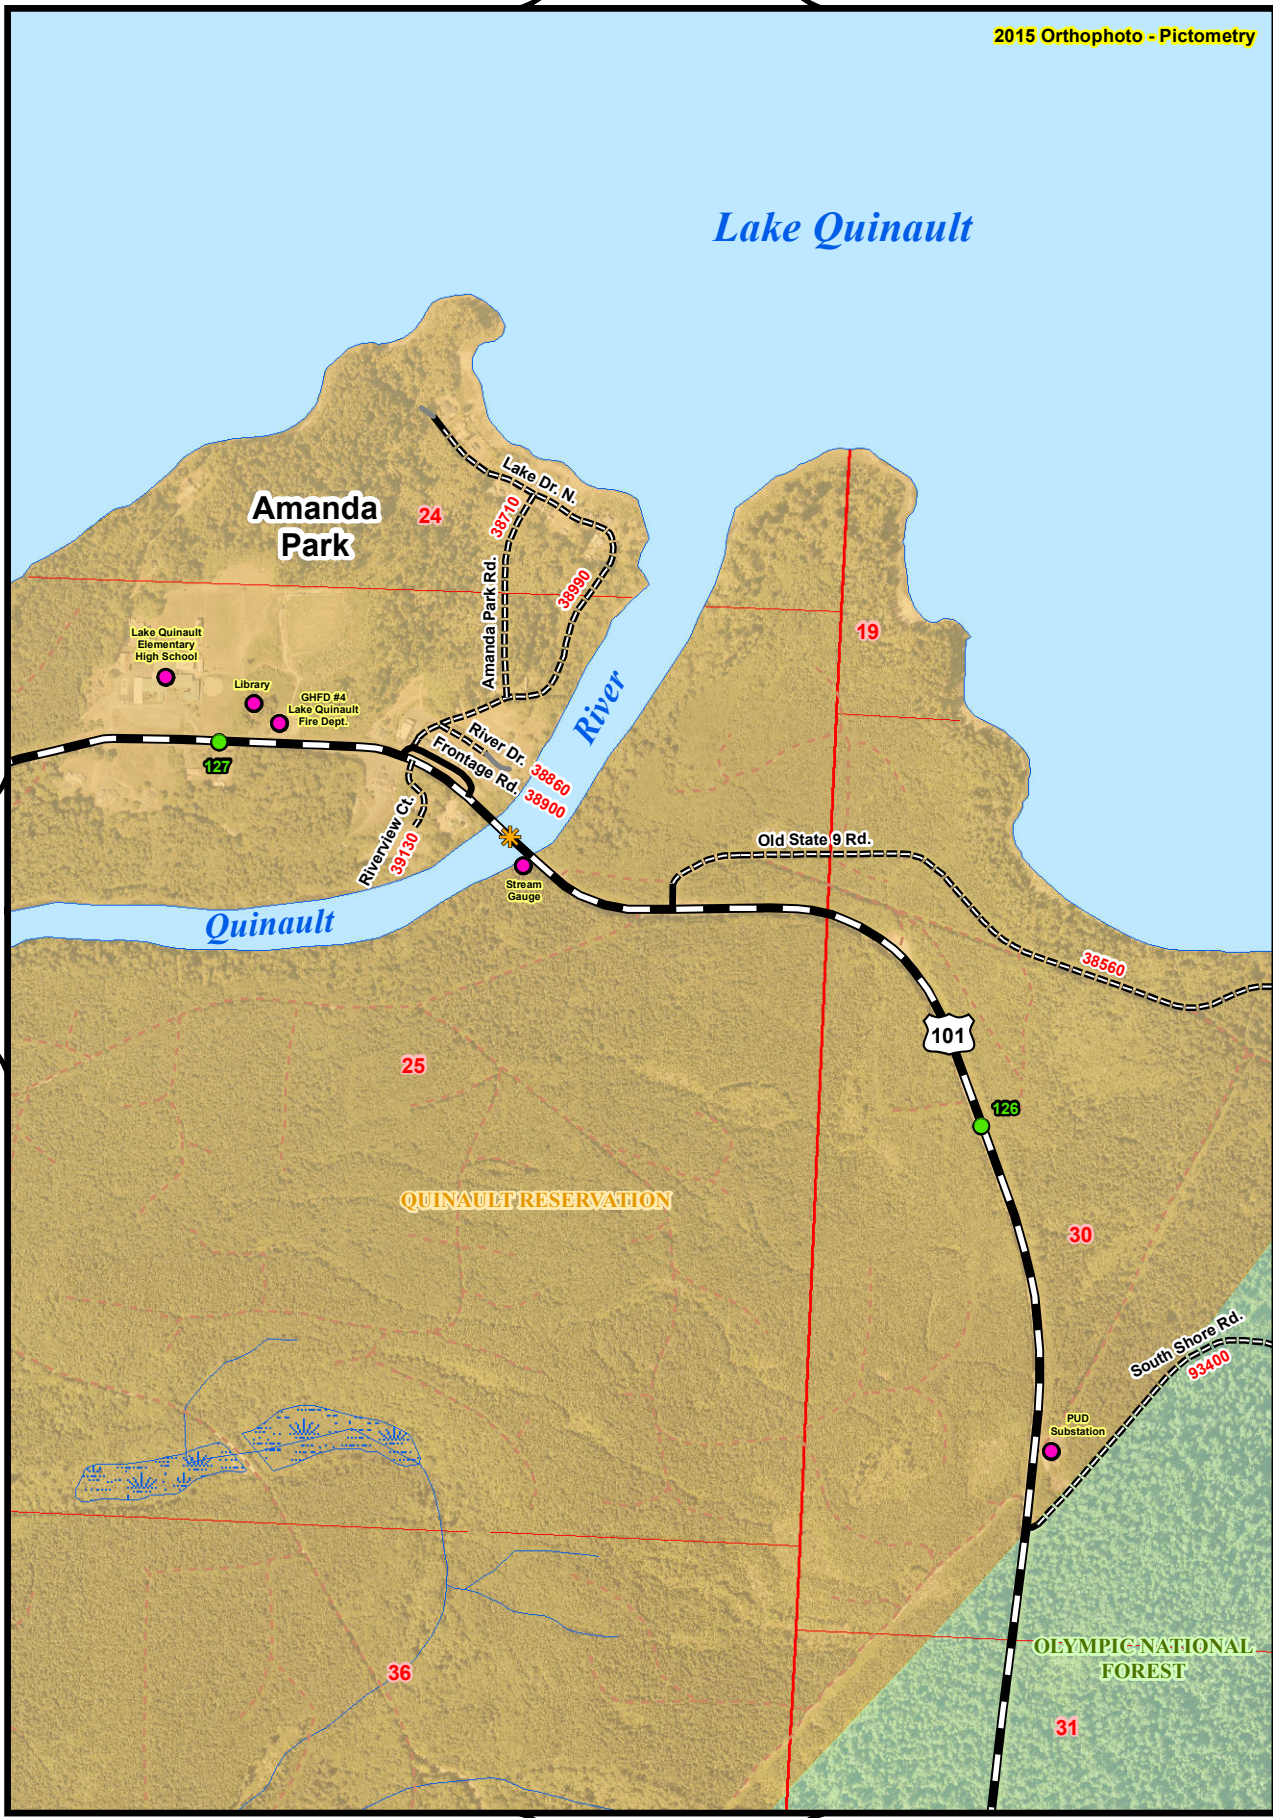 2015 Orthophoto - Pictometry
Lake Quinault
Lake Dr. N.
Amanda
Park
24
38710
Amanda Park Rd.
38990
19
Lake Quinault
Elementary
High School
Library
GHFD #4
Lake Quinault
Fire Dept.
River
127
River Dr.
38860
Frontage Rd.
38900
Riverview Ct.
39130
Old State 9 Rd.
Stream
Gauge
Quinault
38560
101
25
126
QUINAULT RESERVATION
30
South Shore Rd.
93400
PUD
Substation
OLYMPIC NATIONAL
FOREST
36
31